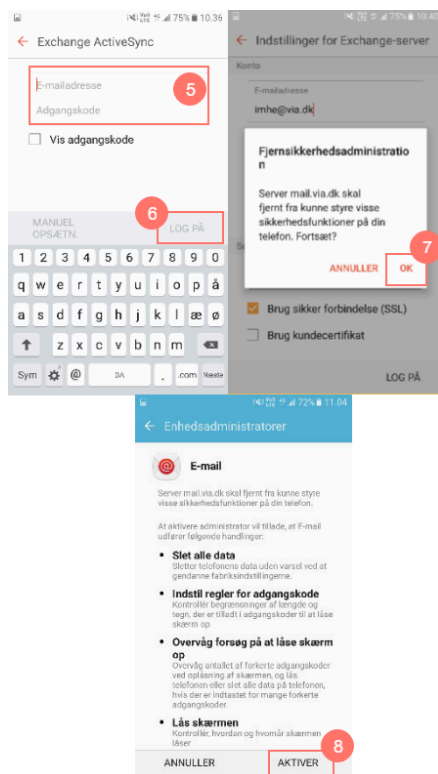 75% 10.36
Exchange ActiveSync
E-mailadresse
Adgangskode
5
Vis adgangskode
6
MANUEL
OPSÆTN.
LOG PÅ
1 2 3 4 5 6 7 8 9 0
q w e r t y u i o p å
a s d f g h j k l æ ø
z x c v b n m
Sym @ DA . .com Næste
75% 10.40
Indstillinger for Exchange-server
Konto
E-mailadresse
imhe@via.dk
Fjernsikkerhedsadministratio
n
Server mail.via.dk skal
fjernt fra kunne styre visse
sikkerhedsfunktioner på din
telefon. Fortsæt?
7
ANNULLER OK
Brug sikker forbindelse (SSL)
Brug kundecertifikat
LOG PÅ
72% 11.04
Enhedsadministratorer
E-mail
Server mail.via.dk skal fjernt fra kunne styre
visse sikkerhedsfunktioner på din telefon.
At aktivere administrator vil tillade, at E-mail
udfører følgende handlinger:
• Slet alle data
Sletter telefonens data uden varsel ved at
gendanne fabriksindstillingerne.
• Indstil regler for adgangskode
Kontrollér begrænsninger af længde og
tegn, der er tilladt i adgangskoder til at låse
skærm op
• Overvåg forsøg på at låse skærm
op
Overvåg antallet af forkerte adgangskoder
ved oplåsning af skærmen, og lås
telefonen eller slet alle data på telefonen,
hvis der er indtastet for mange forkerte
adgangskoder.
• Lås skærmen
Kontrollér, hvordan og hvornår skærmen
låser
8
ANNULLER AKTIVER